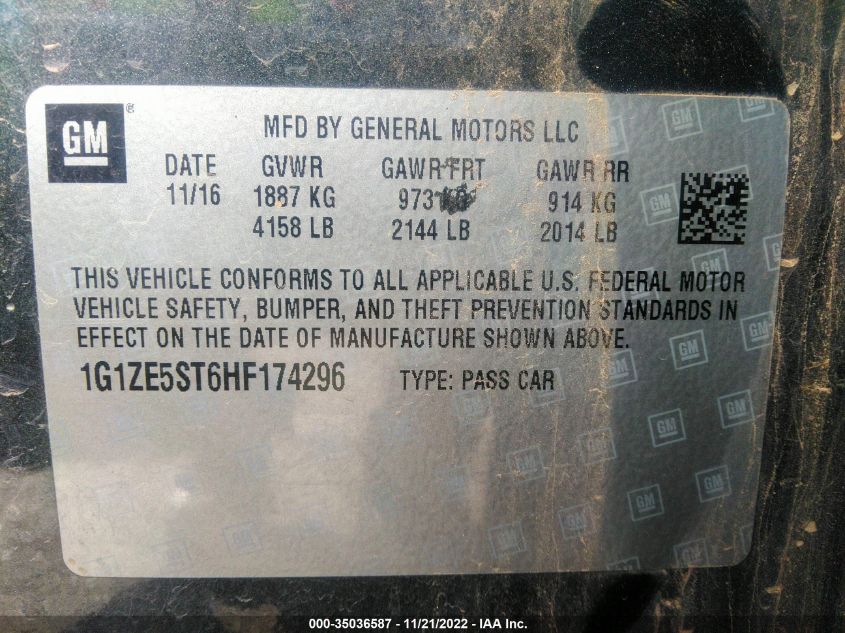 GM ®
MFD BY GENERAL MOTORS LLC
DATE GVWR GAWR FRT GAWR RR
11/16 1887 KG 973 KG 914 KG
4158 LB 2144 LB 2014 LB
THIS VEHICLE CONFORMS TO ALL APPLICABLE U.S. FEDERAL MOTOR
VEHICLE SAFETY, BUMPER, AND THEFT PREVENTION STANDARDS IN
EFFECT ON THE DATE OF MANUFACTURE SHOWN ABOVE.
1G1ZE5ST6HF174296 TYPE: PASS CAR
000-35036587 - 11/21/2022 - IAA Inc.